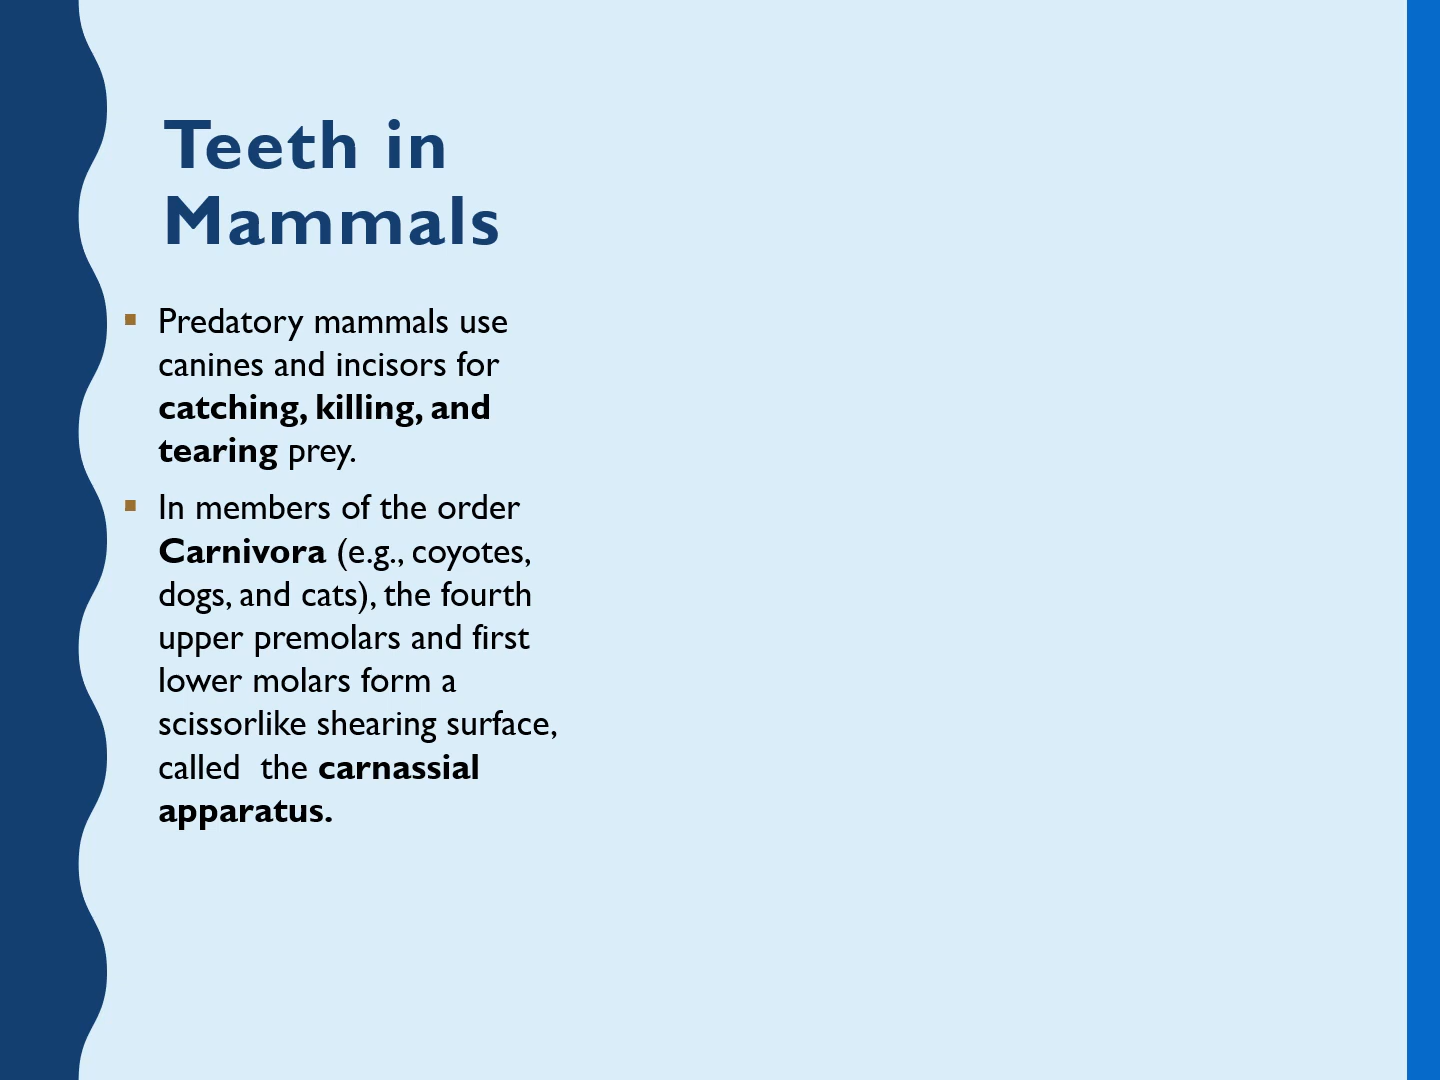 Teeth in
Mammals
▪ Predatory mammals use
canines and incisors for
catching, killing, and
tearing prey.
▪ In members of the order
Carnivora (e.g., coyotes,
dogs, and cats), the fourth
upper premolars and first
lower molars form a
scissorlike shearing surface,
called  the carnassial
apparatus.